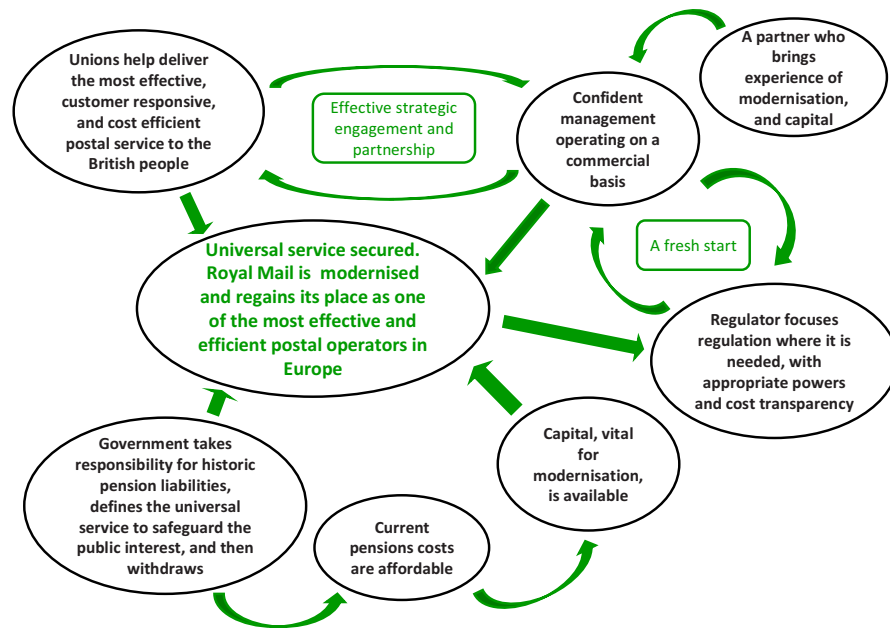 Unions help deliver
the most effective,
customer responsive,
and cost efficient
postal service to the
British people
Effective strategic
engagement and
partnership
Confident
management
operating on a
commercial
basis
A partner who
brings
experience of
modernisation,
and capital
A fresh start
Universal service secured.
Royal Mail is  modernised
and regains its place as one
of the most effective and
efficient postal operators in
Europe
Regulator focuses
regulation where it is
needed, with
appropriate powers
and cost transparency
Government takes
responsibility for historic
pension liabilities,
defines the universal
service to safeguard the
public interest, and then
withdraws
Current
pensions costs
are affordable
Capital, vital
for
modernisation,
is available